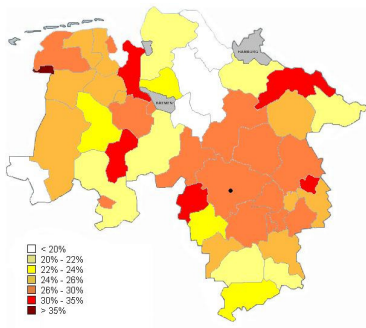 HAMBURG
BREMEN
< 20%
20% - 22%
22% - 24%
24% - 26%
26% - 30%
30% - 35%
> 35%